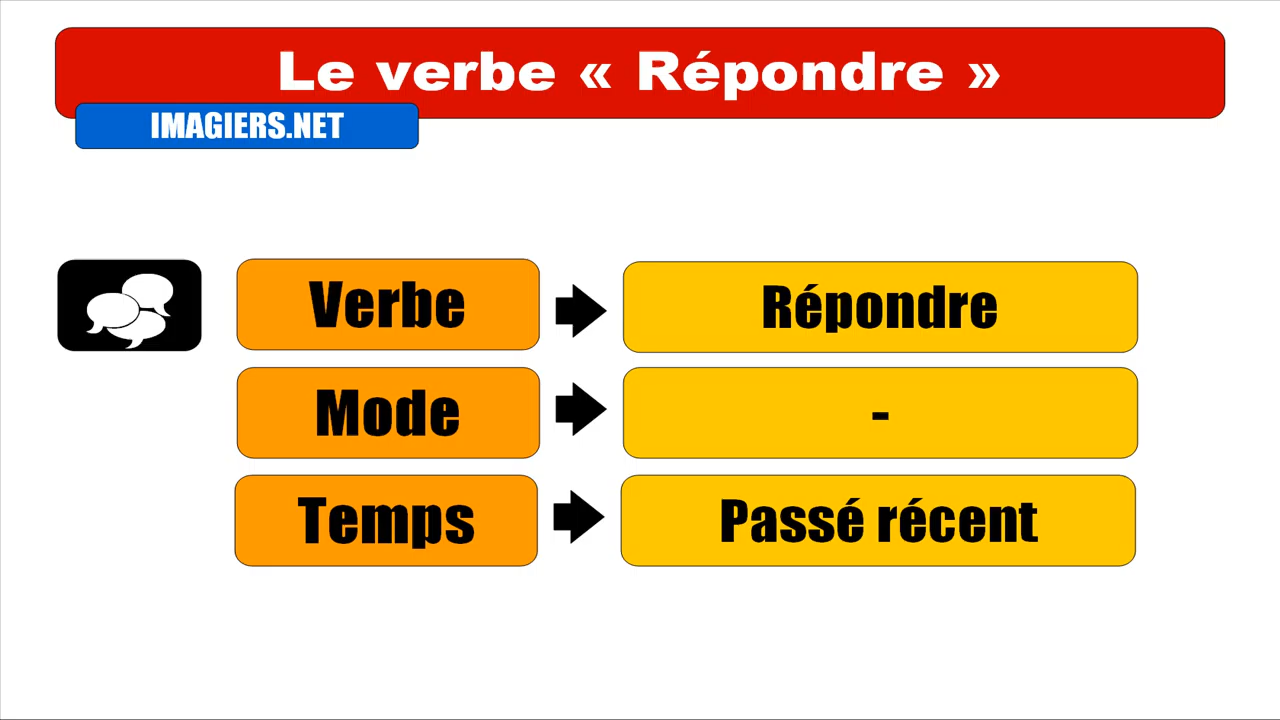 Le verbe « Répondre »
IMAGIERS.NET
Verbe Répondre
Mode -
Temps Passé récent